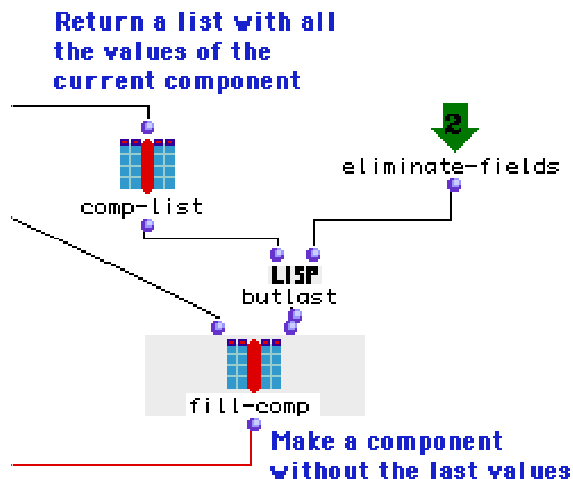 Return a list with all
the values of the
current component
2
eliminate-fields
comp-list
LISP
butlast
fill-comp
Make a component
without the last values